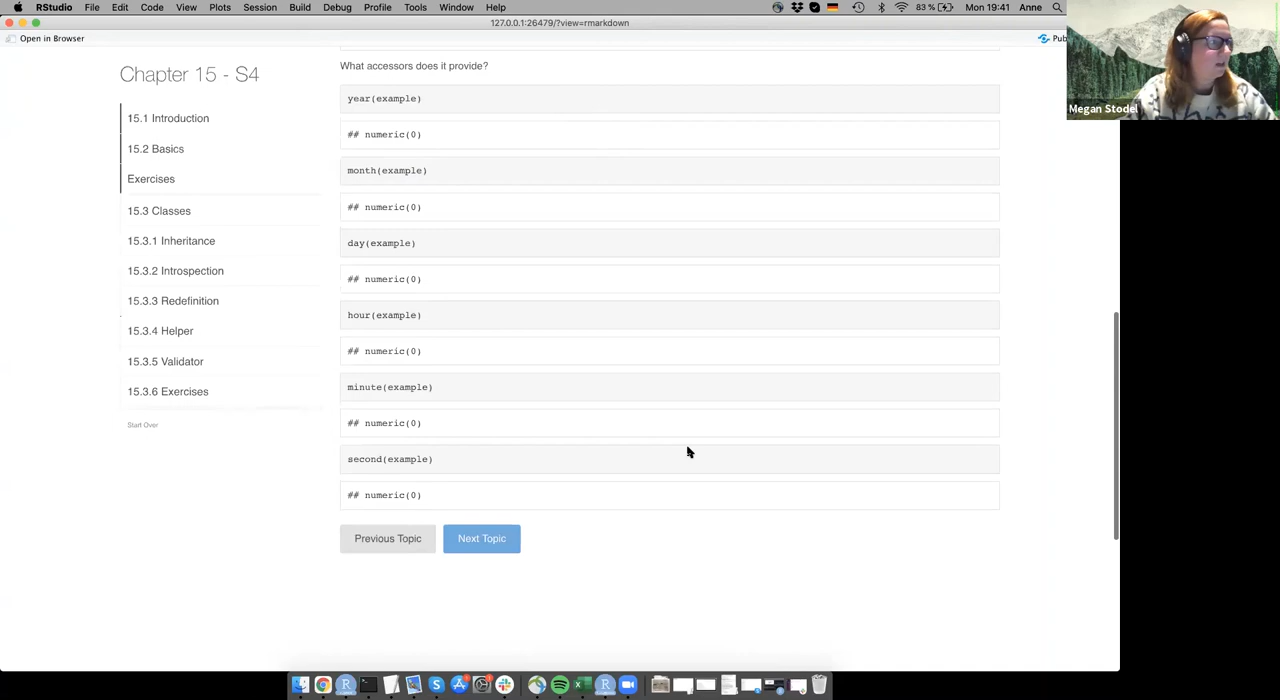 RStudio File Edit Code View Plots Session Build Debug Profile Tools Window Help 83 % Mon 19:41 Anne
127.0.0.1:26479/?view=rmarkdown
Open in Browser
Megan Stodel
Chapter 15 - S4
15.1 Introduction
15.2 Basics
Exercises
15.3 Classes
15.3.1 Inheritance
15.3.2 Introspection
15.3.3 Redefinition
15.3.4 Helper
15.3.5 Validator
15.3.6 Exercises
Start Over
What accessors does it provide?
year(example)
## numeric(0)
month(example)
## numeric(0)
day(example)
## numeric(0)
hour(example)
## numeric(0)
minute(example)
## numeric(0)
second(example)
## numeric(0)
Previous Topic Next Topic